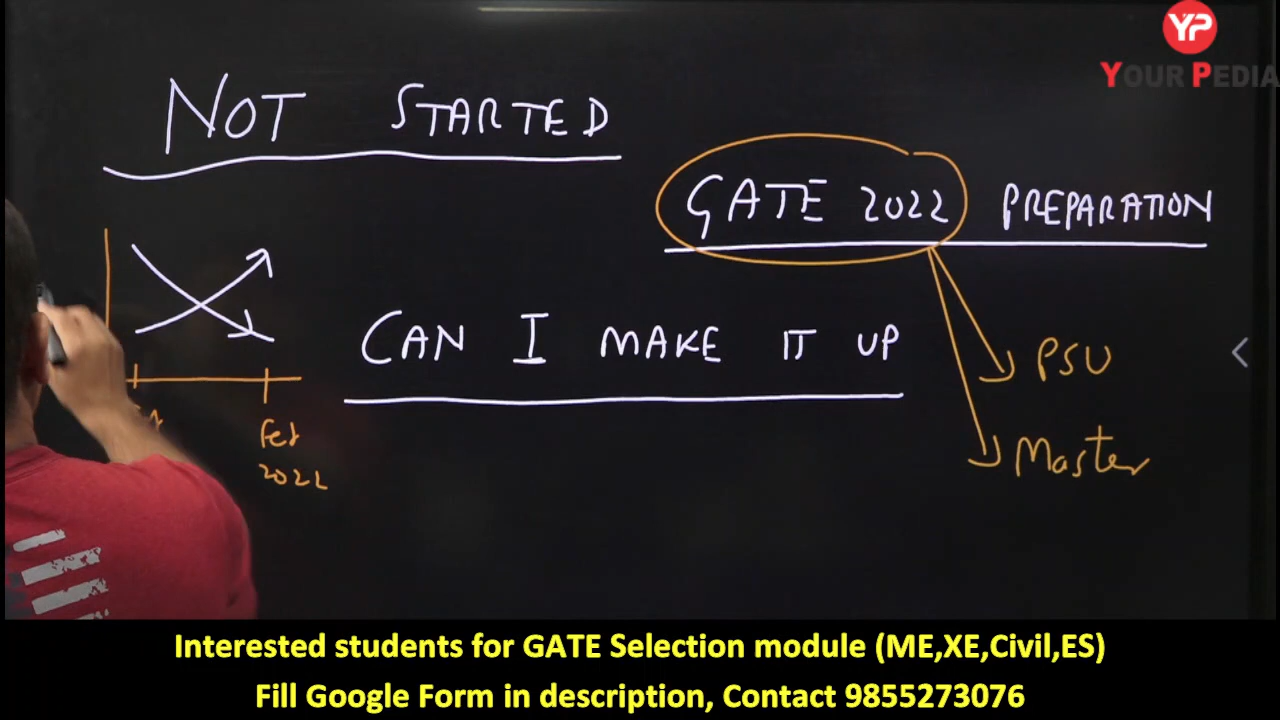 YP
YOUR PEDIA
NOT STARTED
GATE 2022 PREPARATION
CAN I MAKE IT UP
PSU
Master
Feb
2022
Interested students for GATE Selection module (ME,XE,Civil,ES)
Fill Google Form in description, Contact 9855273076